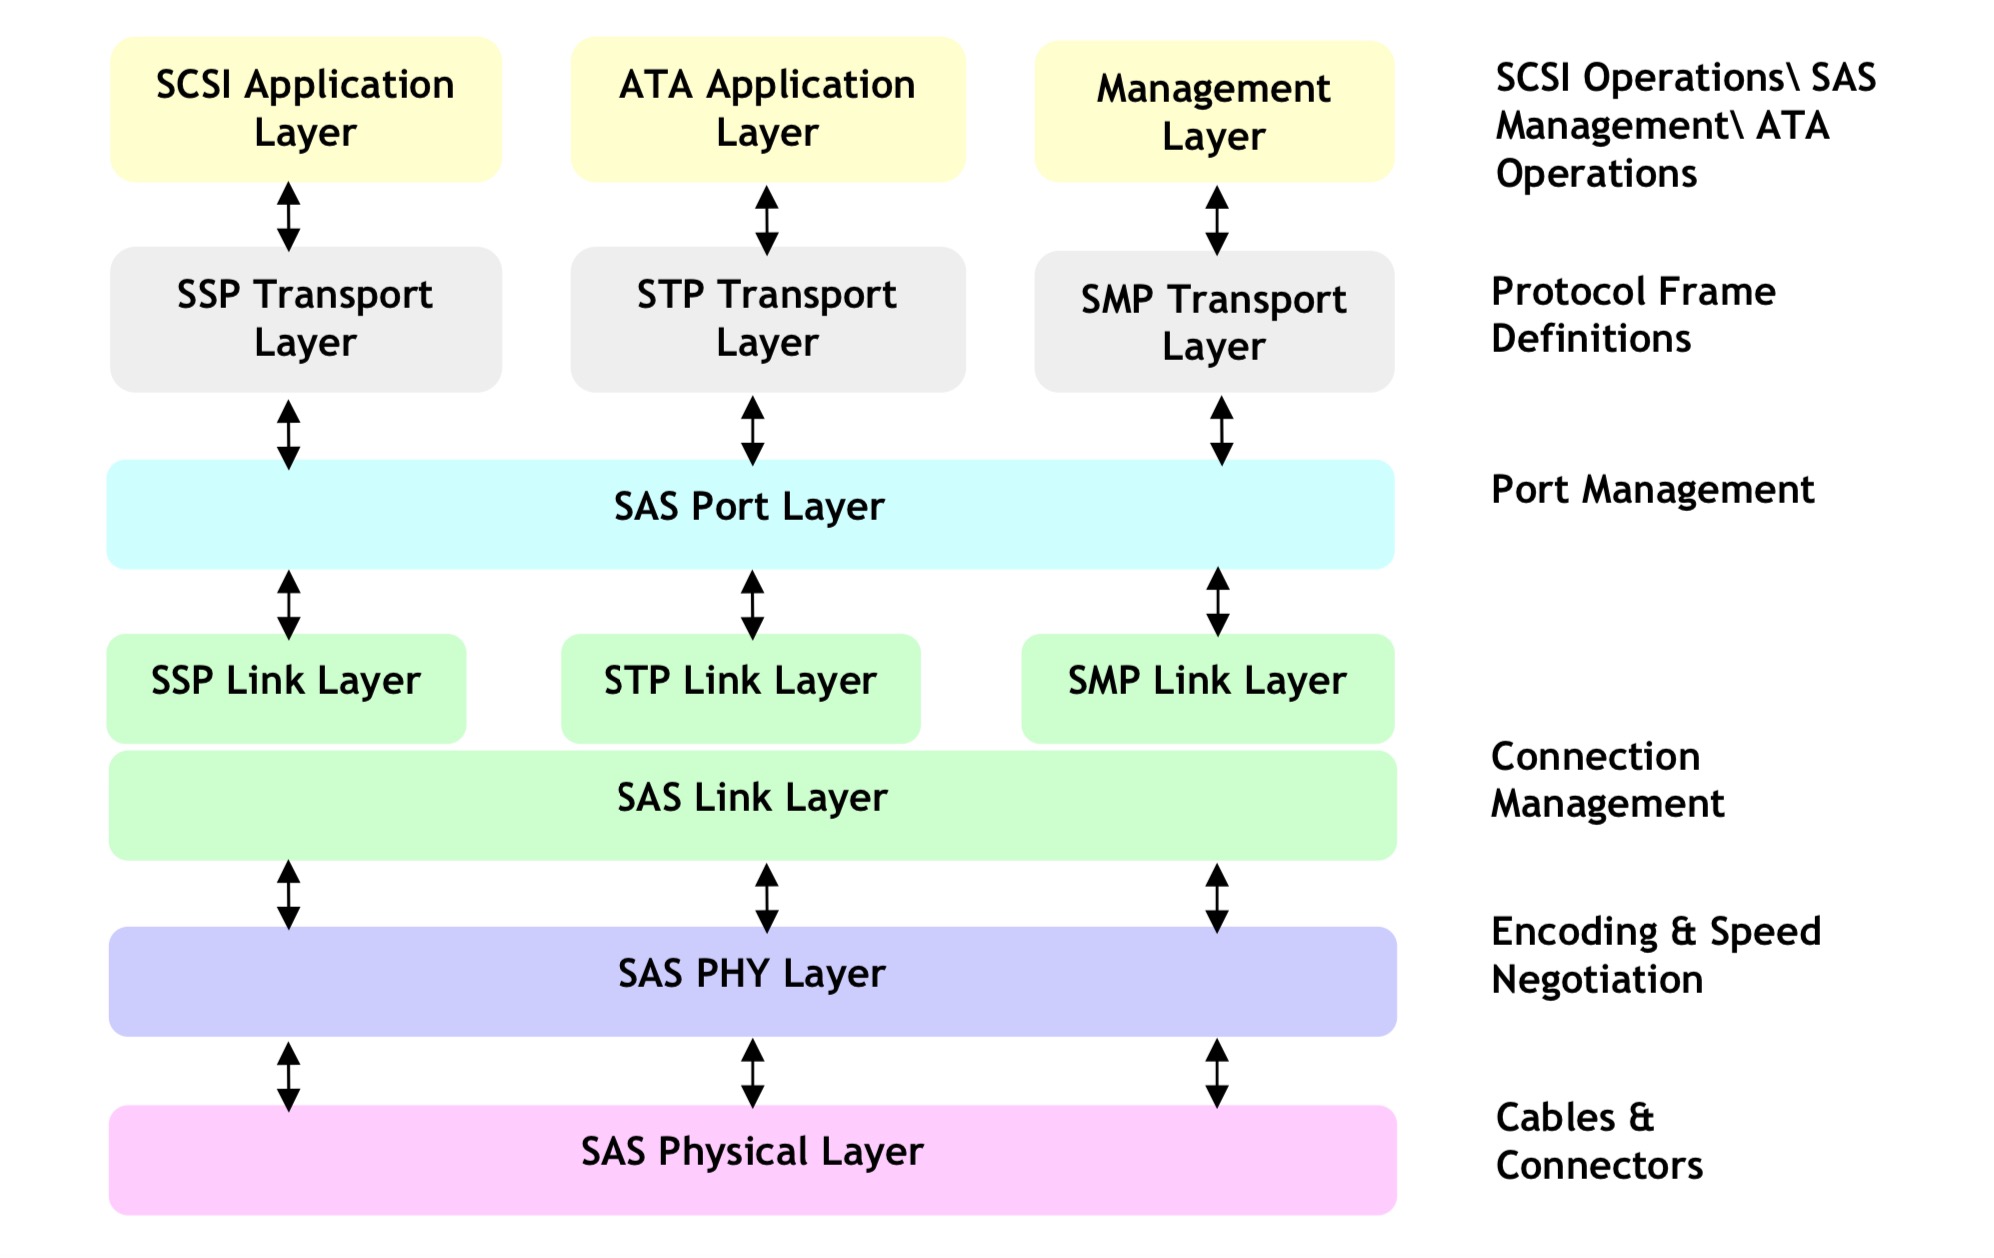 SCSI Application
Layer
ATA Application
Layer
Management
Layer
SCSI Operations\ SAS
Management\ ATA
Operations
SSP Transport
Layer
STP Transport
Layer
SMP Transport
Layer
Protocol Frame
Definitions
SAS Port Layer
Port Management
SSP Link Layer
STP Link Layer
SMP Link Layer
SAS Link Layer
Connection
Management
SAS PHY Layer
Encoding & Speed
Negotiation
SAS Physical Layer
Cables &
Connectors